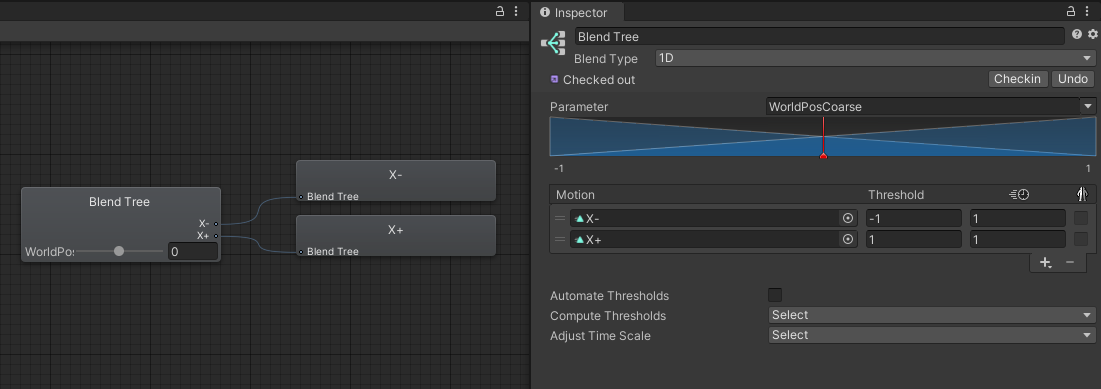 Inspector
Blend Tree
Blend Type 1D
Checked out Checkin Undo
Parameter WorldPosCoarse
-1 1
Motion Threshold
X- -1 1
X+ 1 1
Automate Thresholds
Compute Thresholds Select
Adjust Time Scale Select
Blend Tree
X-
X+
WorldPos 0
X-
Blend Tree
X+
Blend Tree